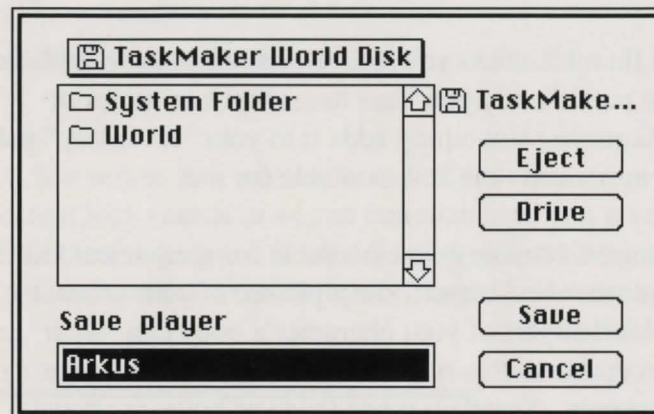 TaskMaker World Disk
System Folder
World
TaskMake...
Eject
Drive
Save player
Save
Arkus
Cancel